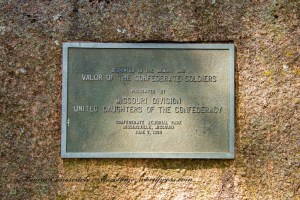 VALOR OF THE CONFEDERATE SOLDIERS
PRESENTED BY
MISSOURI DIVISION
UNITED DAUGHTERS OF THE CONFEDERACY
CONFEDERATE MEMORIAL PARK
HIGGINSVILLE, MISSOURI
JUNE